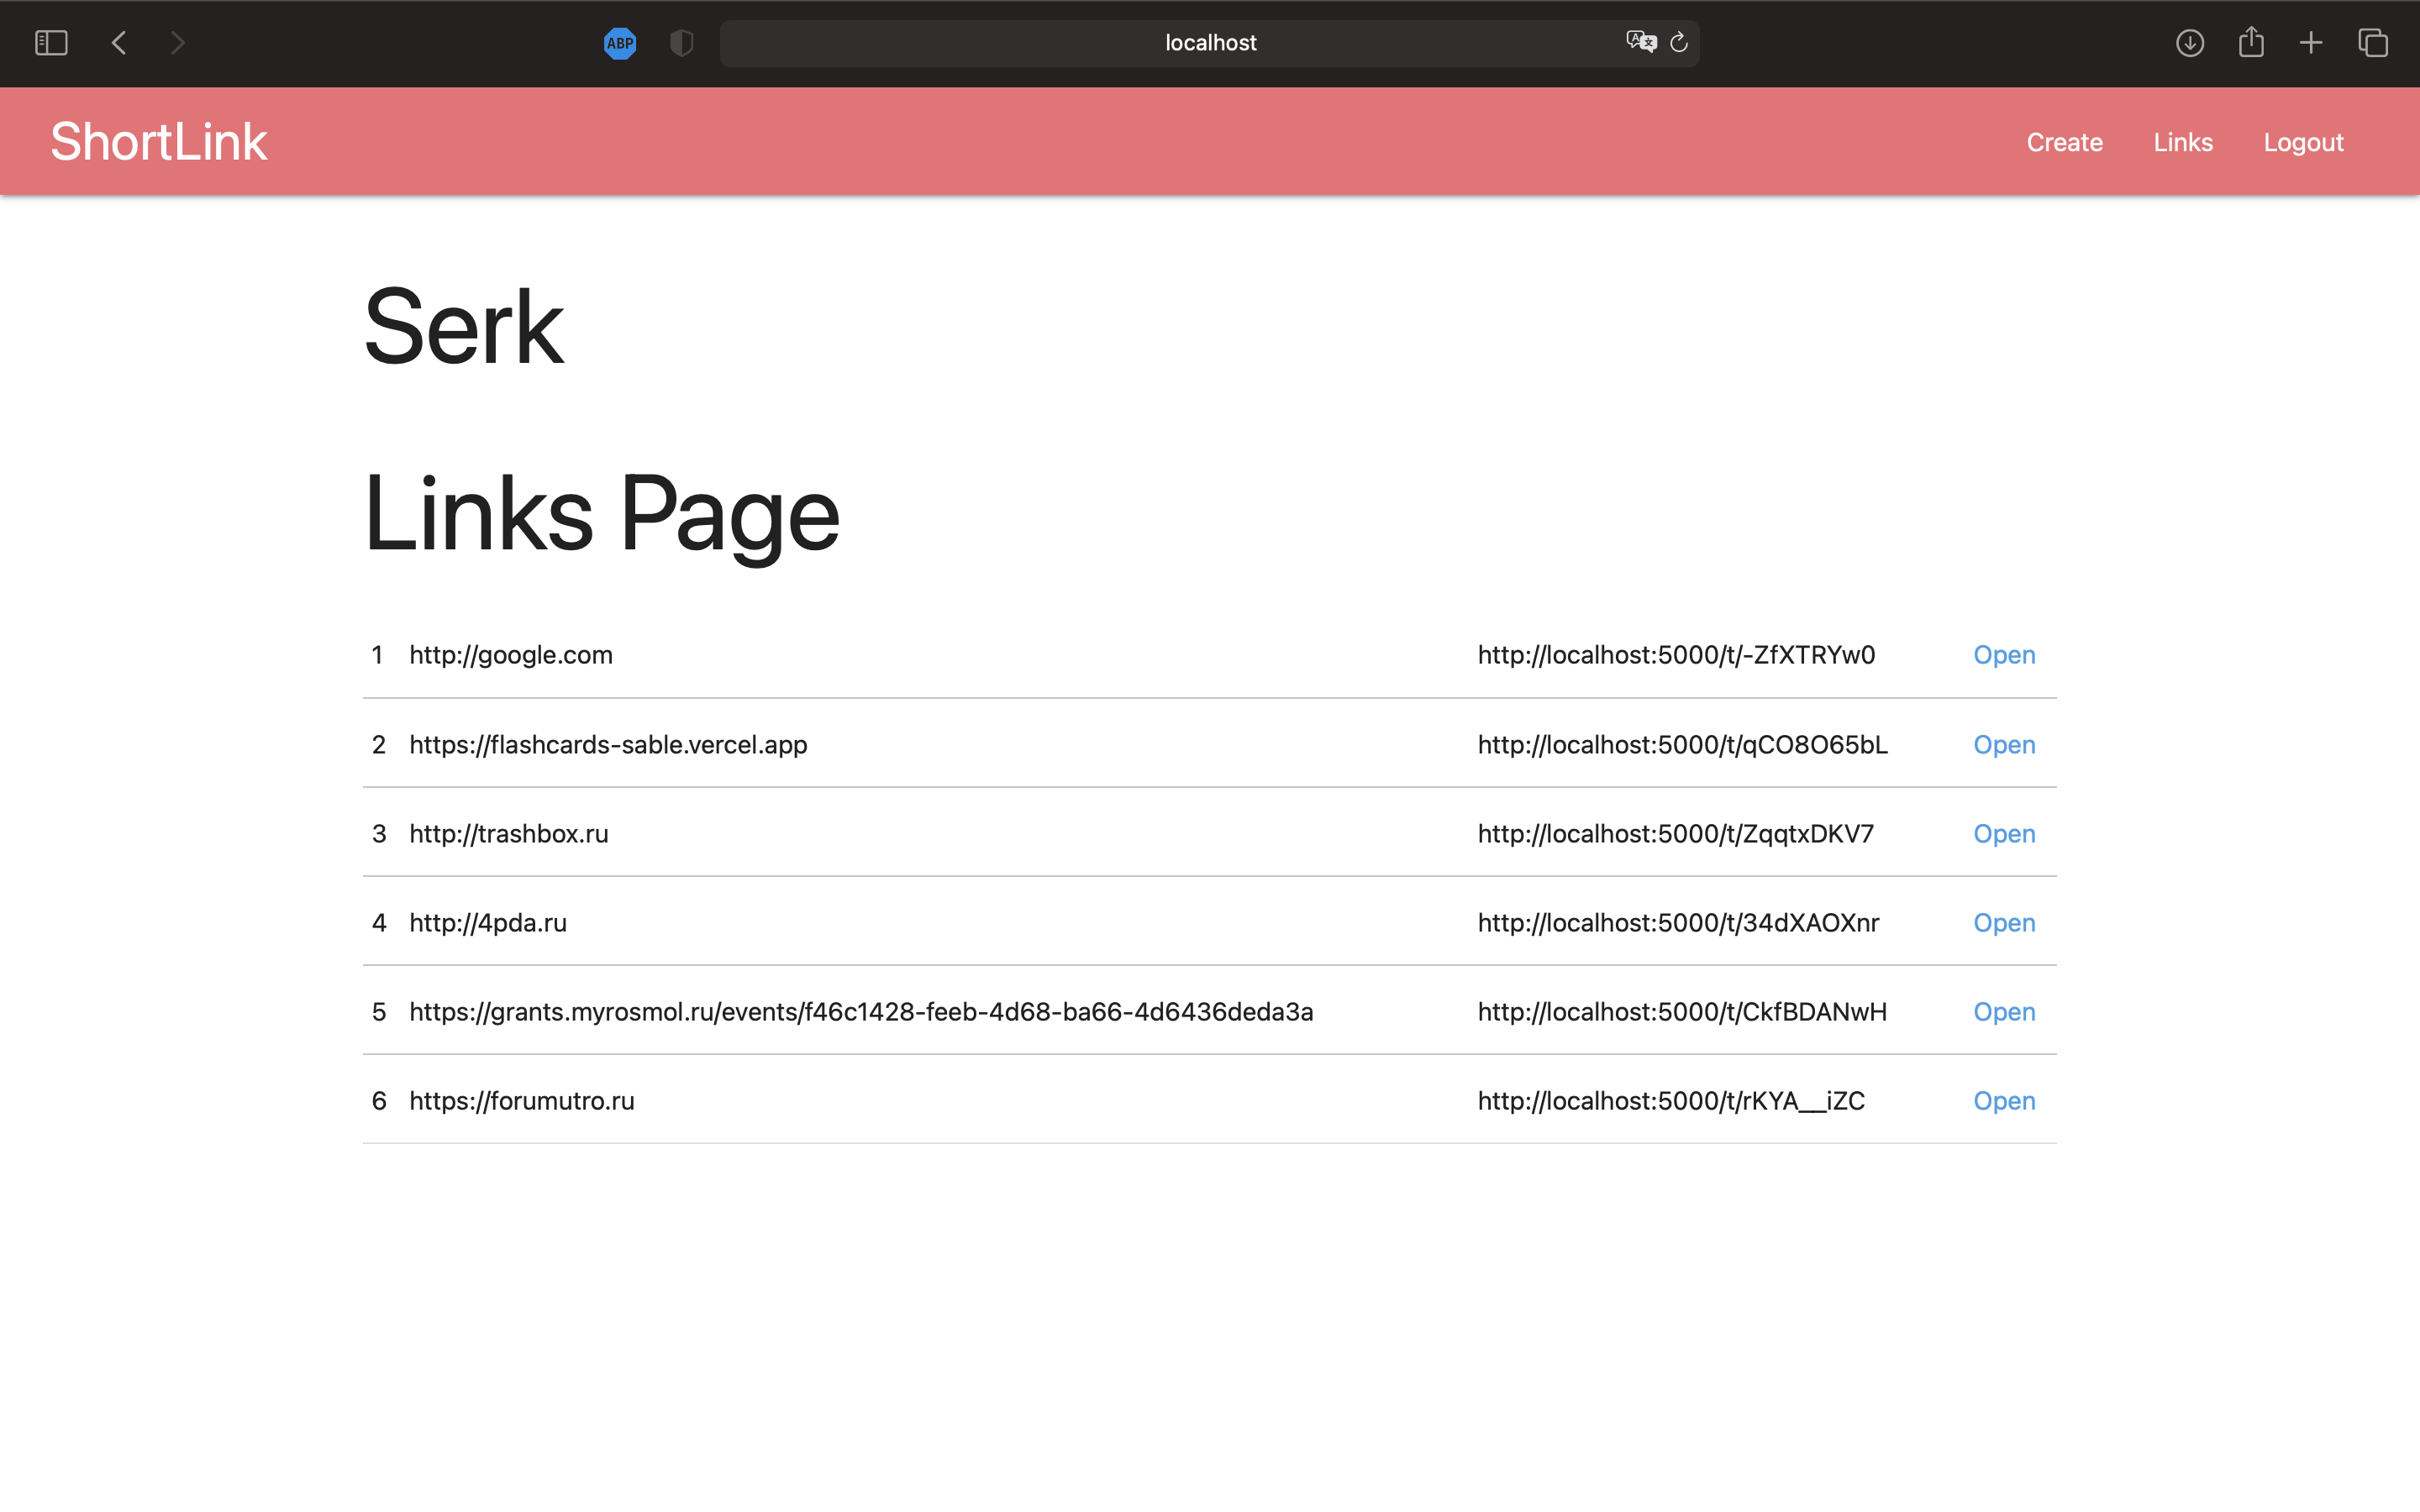 ABP localhost
ShortLink Create Links Logout
Serk
Links Page
1 http://google.com http://localhost:5000/t/-ZfXTRYw0 Open
2 https://flashcards-sable.vercel.app http://localhost:5000/t/qCO8O65bL Open
3 http://trashbox.ru http://localhost:5000/t/ZqqtxDKV7 Open
4 http://4pda.ru http://localhost:5000/t/34dXAOXnr Open
5 https://grants.myrosmol.ru/events/f46c1428-feeb-4d68-ba66-4d6436deda3a http://localhost:5000/t/CkfBDANwH Open
6 https://forumutro.ru http://localhost:5000/t/rKYA__iZC Open